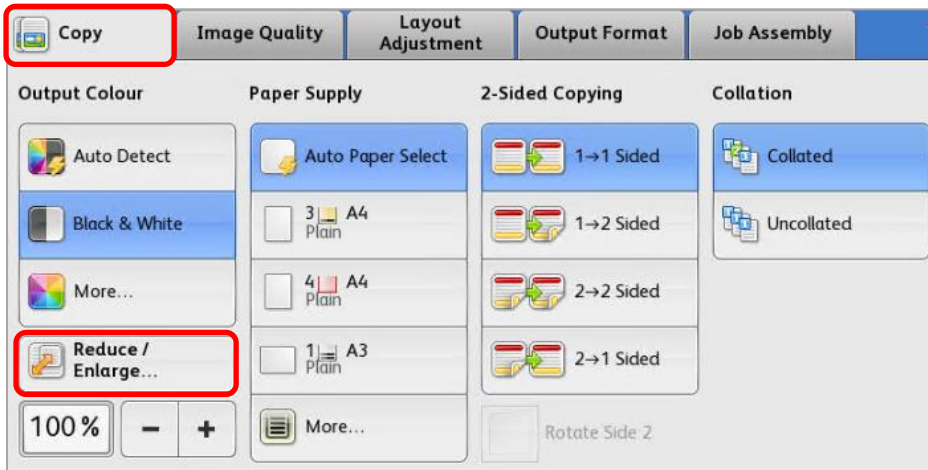 Copy
Image Quality
Layout
Adjustment
Output Format
Job Assembly
Output Colour
Auto Detect
Black & White
More...
Reduce /
Enlarge...
100%
-
+
Paper Supply
Auto Paper Select
3 A4
Plain
4 A4
Plain
1 A3
Plain
More...
2-Sided Copying
1→1 Sided
1→2 Sided
2→2 Sided
2→1 Sided
Rotate Side 2
Collation
Collated
Uncollated